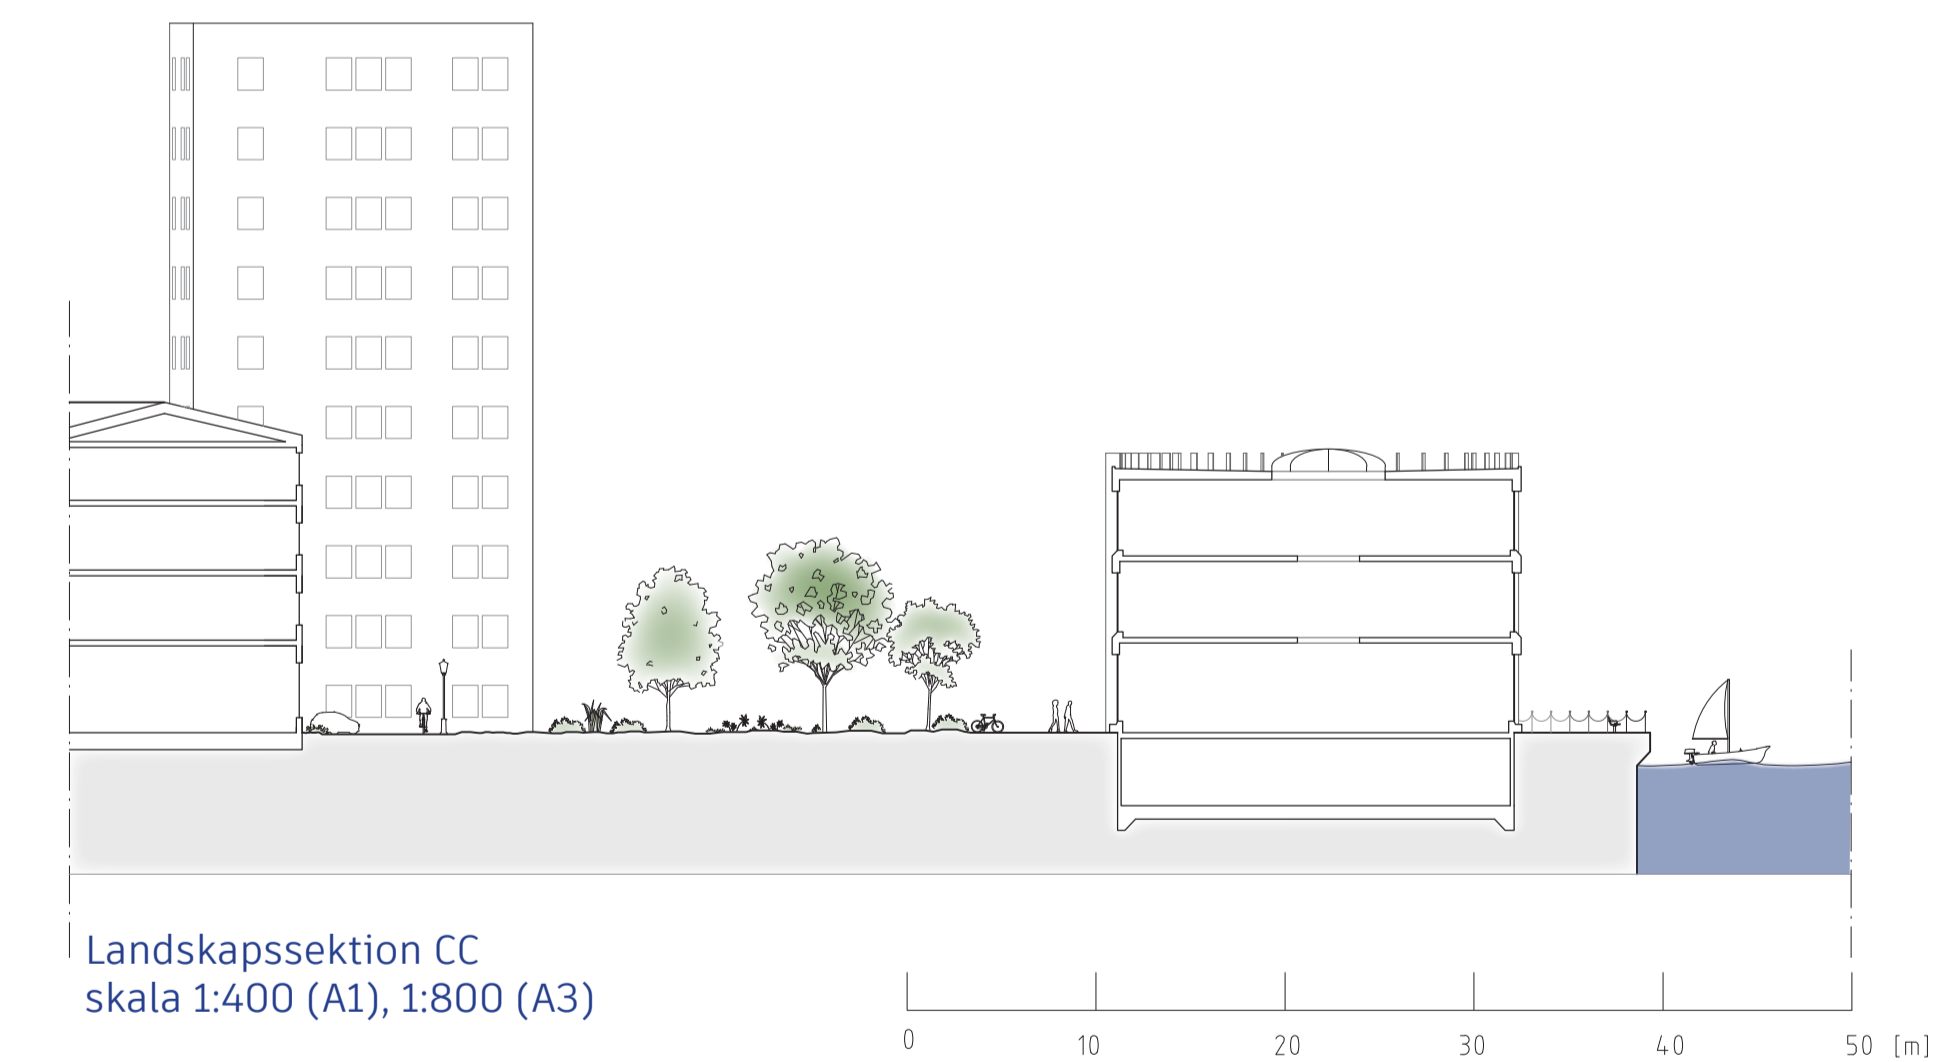 Landskapssektion CC
skala 1:400 (A1), 1:800 (A3)
0 10 20 30 40 50 [m]